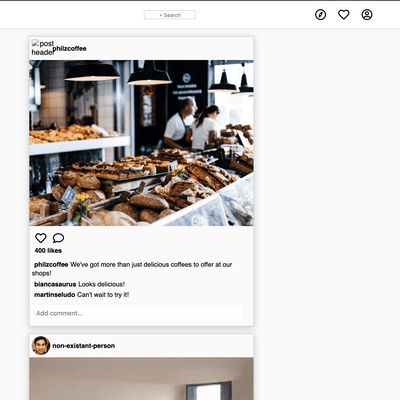 + Search
post
header
philzcoffee
400 likes
philzcoffee We've got more than just delicious coffees to offer at our
shops!
biancasaurus Looks delicious!
martinseludo Can't wait to try it!
Add comment...
non-existant-person